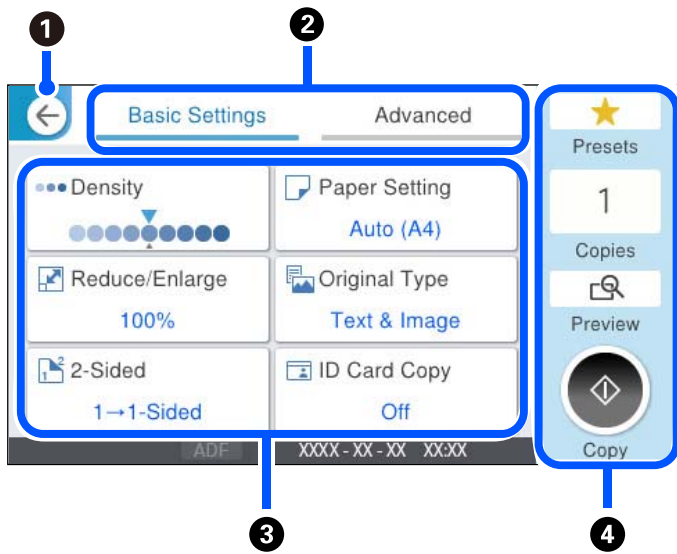 1
2
Basic Settings
Advanced
Presets
Density
Paper Setting
Auto (A4)
1
Copies
Reduce/Enlarge
100%
Original Type
Text & Image
Preview
1 2
2-Sided
1→1-Sided
ID Card Copy
Off
ADF
XXXX-XX-XX XX:XX
Copy
3
4